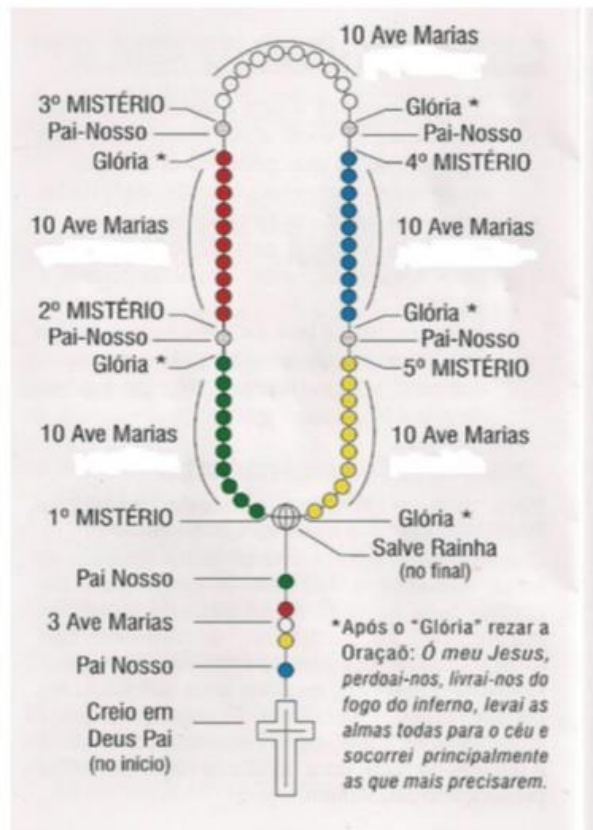 10 Ave Marias
3º MISTÉRIO
Pai-Nosso
Glória *
Glória *
Pai-Nosso
4º MISTÉRIO
10 Ave Marias
10 Ave Marias
2º MISTÉRIO
Pai-Nosso
Glória *
Glória *
Pai-Nosso
5º MISTÉRIO
10 Ave Marias
10 Ave Marias
1º MISTÉRIO
Glória *
Salve Rainha
(no final)
Pai Nosso
3 Ave Marias
Pai Nosso
Creio em
Deus Pai
(no inicio)
*Após o "Glória" rezar a
Oraçaõ: Ó meu Jesus,
perdoai-nos, livrai-nos do
fogo do inferno, levai as
almas todas para o céu e
socorrei principalmente
as que mais precisarem.